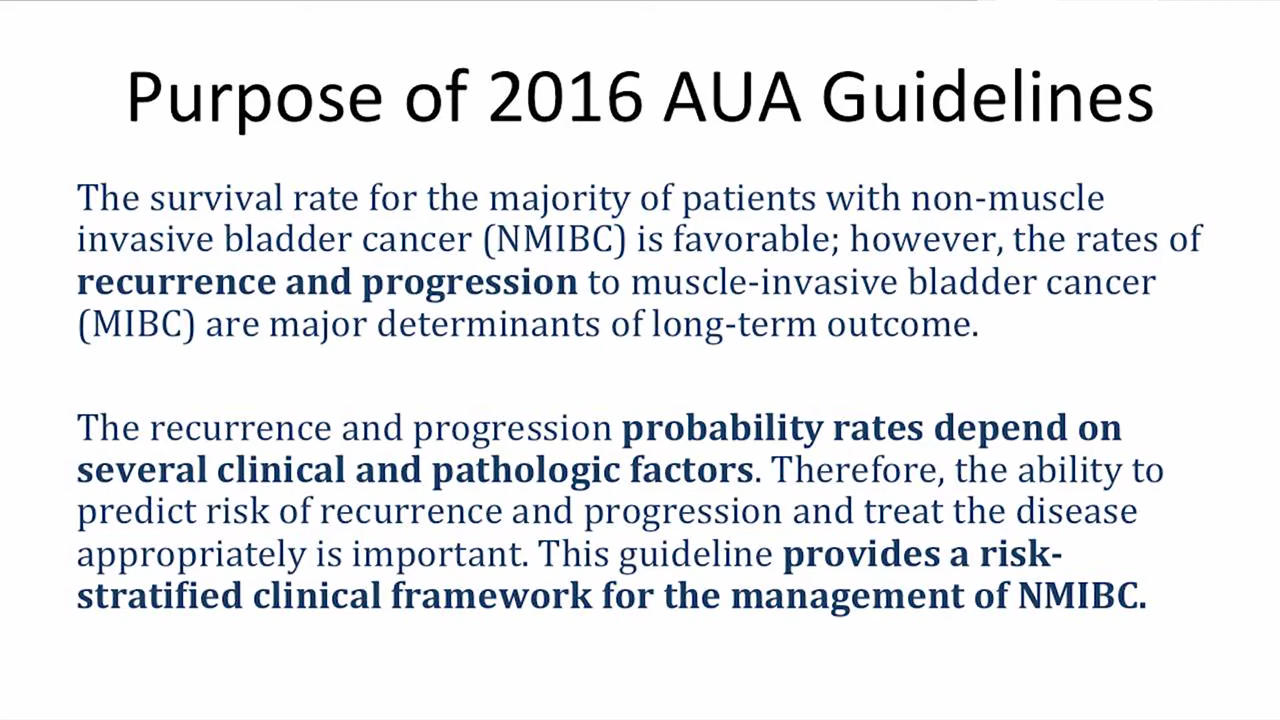 Purpose of 2016 AUA Guidelines
The survival rate for the majority of patients with non-muscle
invasive bladder cancer (NMIBC) is favorable; however, the rates of
recurrence and progression to muscle-invasive bladder cancer
(MIBC) are major determinants of long-term outcome.
The recurrence and progression probability rates depend on
several clinical and pathologic factors. Therefore, the ability to
predict risk of recurrence and progression and treat the disease
appropriately is important. This guideline provides a risk-
stratified clinical framework for the management of NMIBC.